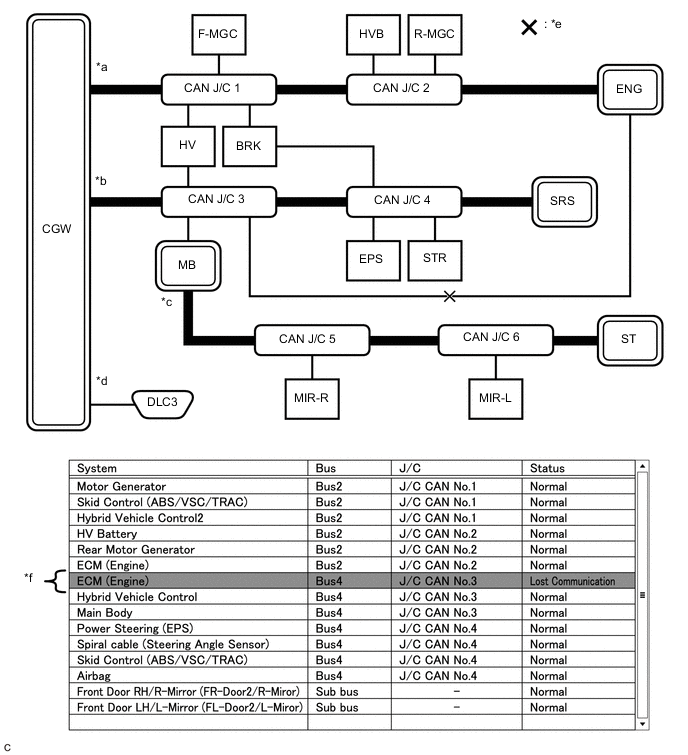 F-MGC
HVB
R-MGC
: *e
*a
CAN J/C 1
CAN J/C 2
ENG
HV
BRK
*b
CAN J/C 3
CAN J/C 4
SRS
CGW
MB
EPS
STR
*c
CAN J/C 5
CAN J/C 6
ST
*d
DLC3
MIR-R
MIR-L
System Bus J/C Status
Motor Generator Bus2 J/C CAN No.1 Normal
Skid Control (ABS/VSC/TRAC) Bus2 J/C CAN No.1 Normal
Hybrid Vehicle Control2 Bus2 J/C CAN No.1 Normal
HV Battery Bus2 J/C CAN No.2 Normal
Rear Motor Generator Bus2 J/C CAN No.2 Normal
ECM (Engine) Bus2 J/C CAN No.2 Normal
*f ECM (Engine) Bus4 J/C CAN No.3 Lost Communication
Hybrid Vehicle Control Bus4 J/C CAN No.3 Normal
Main Body Bus4 J/C CAN No.3 Normal
Power Steering (EPS) Bus4 J/C CAN No.4 Normal
Spiral cable (Steering Angle Sensor) Bus4 J/C CAN No.4 Normal
Skid Control (ABS/VSC/TRAC) Bus4 J/C CAN No.4 Normal
Airbag Bus4 J/C CAN No.4 Normal
Front Door RH/R-Mirror (FR-Door2/R-Miror) Sub bus – Normal
Front Door LH/L-Mirror (FL-Door2/L-Miror) Sub bus – Normal
C